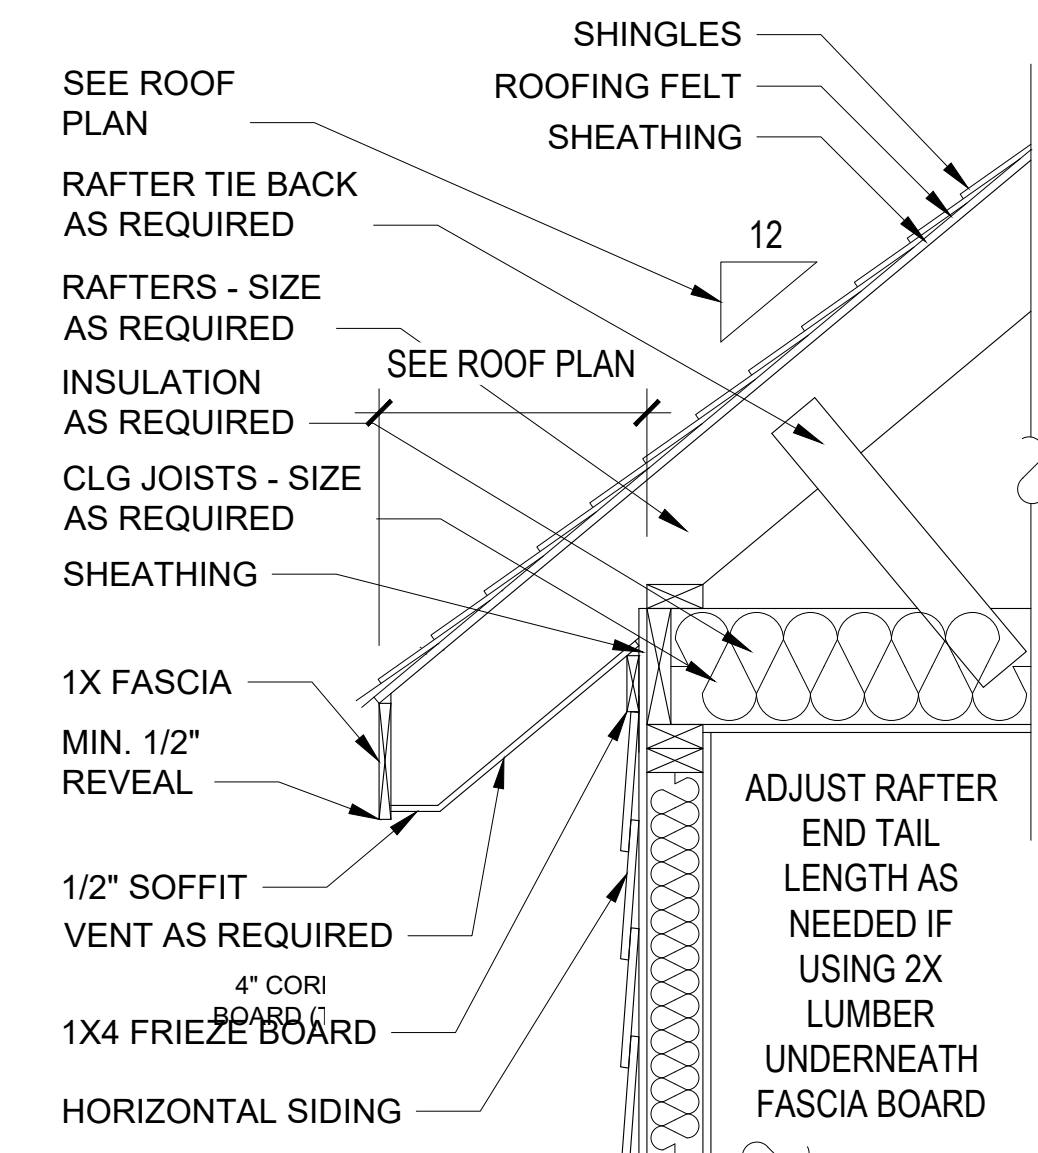 SHINGLES
ROOFING FELT
SHEATHING
SEE ROOF
PLAN
RAFTER TIE BACK
AS REQUIRED
12
RAFTERS - SIZE
AS REQUIRED
SEE ROOF PLAN
INSULATION
AS REQUIRED
CLG JOISTS - SIZE
AS REQUIRED
SHEATHING
1X FASCIA
MIN. 1/2"
REVEAL
1/2" SOFFIT
VENT AS REQUIRED
4"
BOARD
1X4 FRIEZE BOARD
HORIZONTAL SIDING
ADJUST RAFTER
END TAIL
LENGTH AS
NEEDED IF
USING 2X
LUMBER
UNDERNEATH
FASCIA BOARD